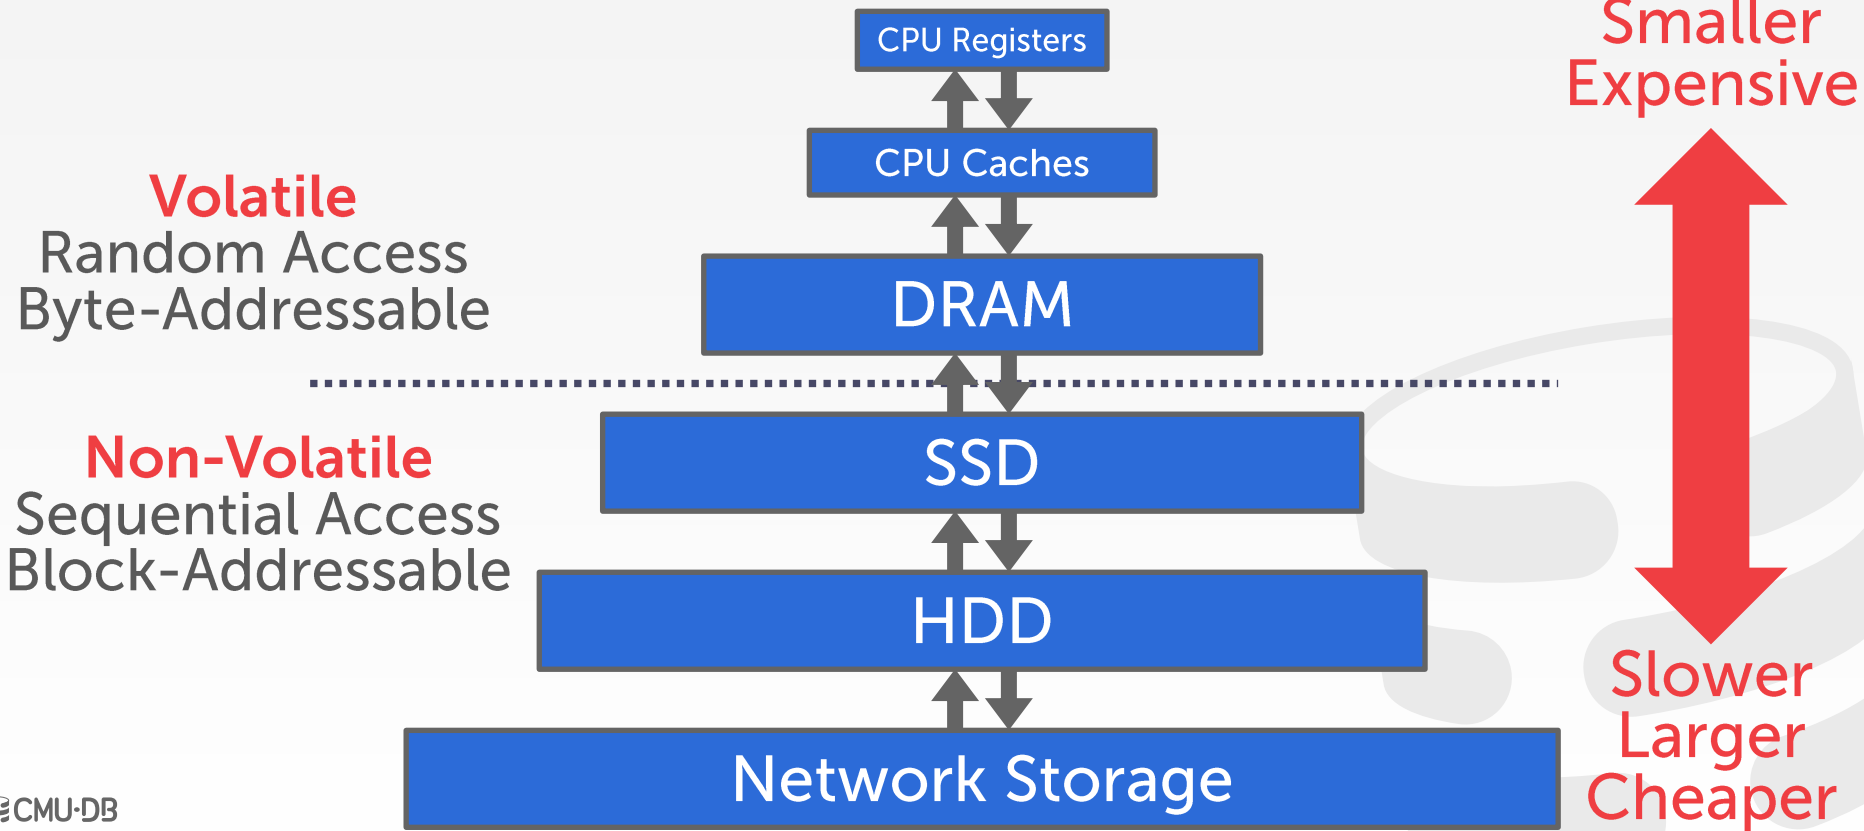 CPU Registers
Smaller
Expensive
CPU Caches
Volatile
Random Access
Byte-Addressable
DRAM
Non-Volatile
Sequential Access
Block-Addressable
SSD
HDD
Slower
Larger
Cheaper
Network Storage
CMU·DB